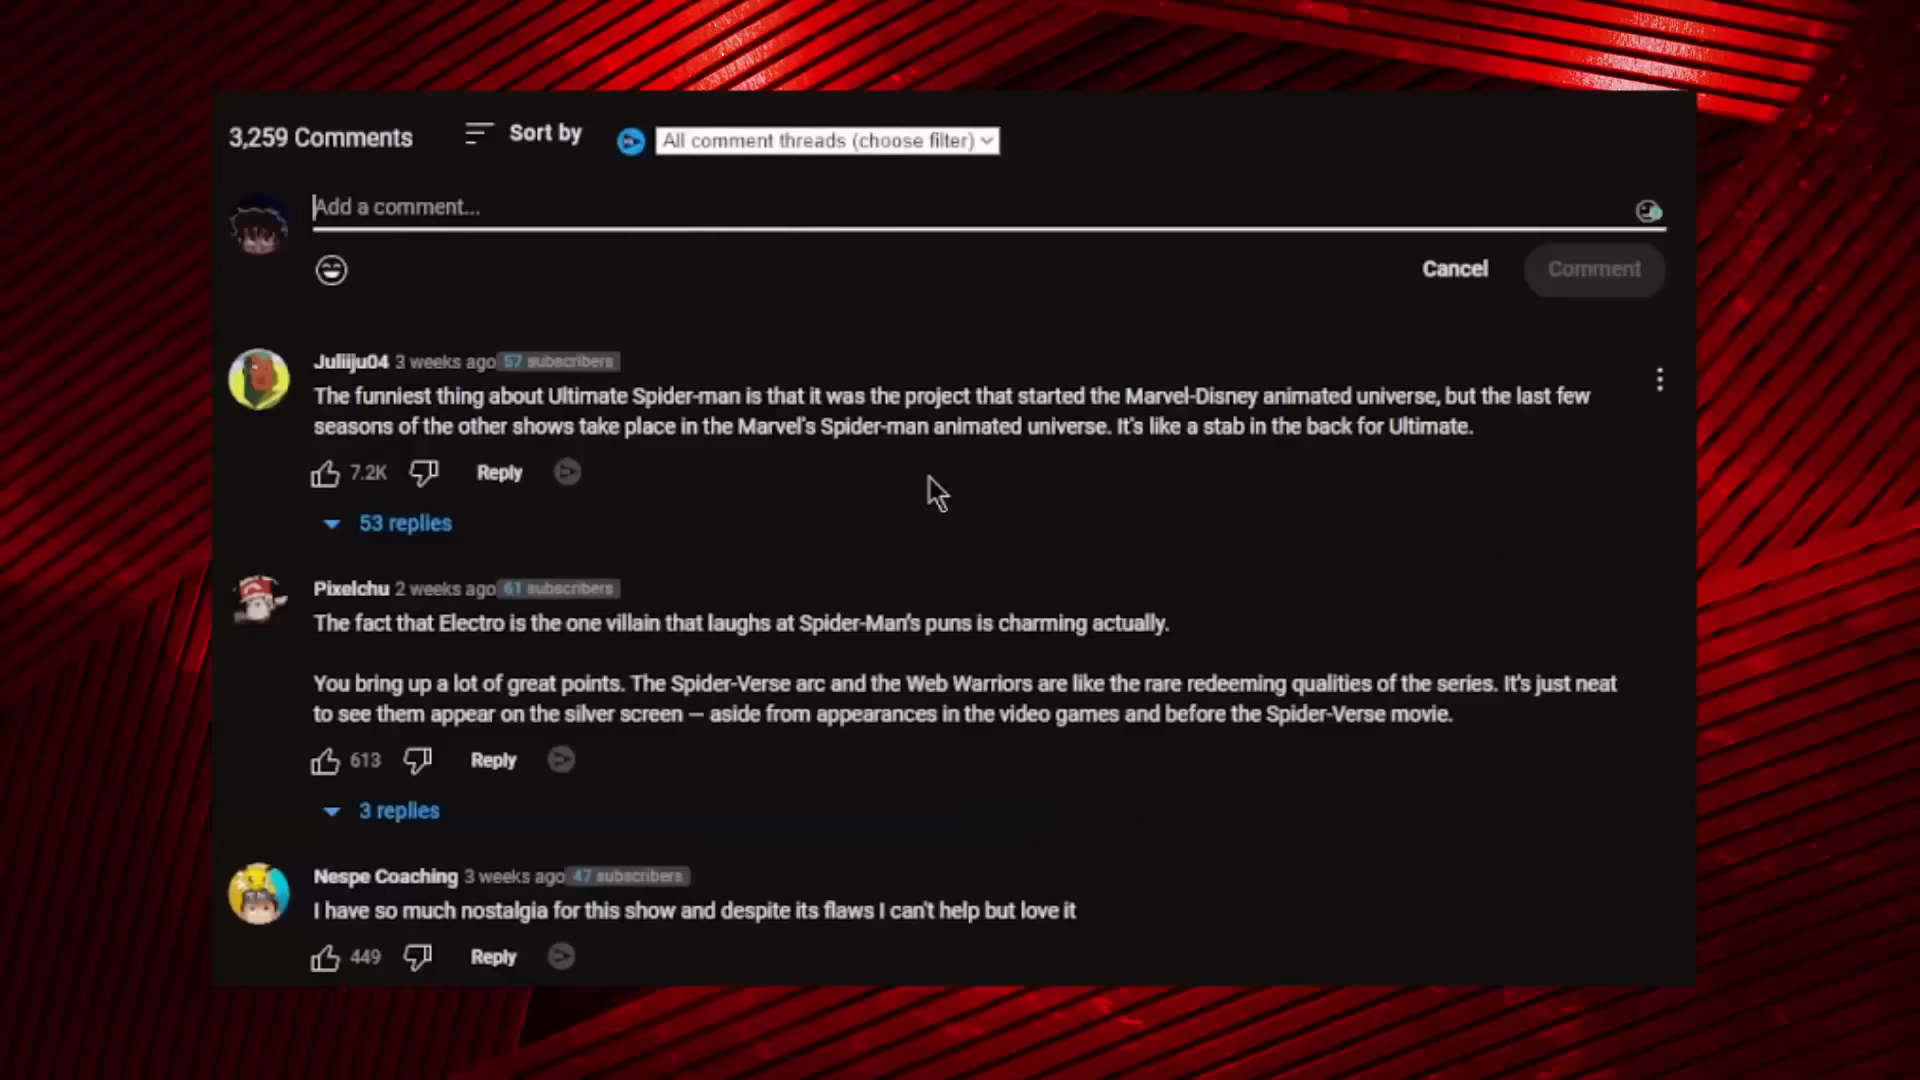 3,259 Comments
Sort by
All comment threads (choose filter)
Add a comment...
Cancel
Comment
Juliiju04 3 weeks ago 57 subscribers
The funniest thing about Ultimate Spider-man is that it was the project that started the Marvel-Disney animated universe, but the last few
seasons of the other shows take place in the Marvel's Spider-man animated universe. It's like a stab in the back for Ultimate.
7.2K
Reply
53 replies
Pixelchu 2 weeks ago 61 subscribers
The fact that Electro is the one villain that laughs at Spider-Man's puns is charming actually.
You bring up a lot of great points. The Spider-Verse arc and the Web Warriors are like the rare redeeming qualities of the series. It's just neat
to see them appear on the silver screen — aside from appearances in the video games and before the Spider-Verse movie.
613
Reply
3 replies
Nespe Coaching 3 weeks ago 47 subscribers
I have so much nostalgia for this show and despite its flaws I can't help but love it
449
Reply